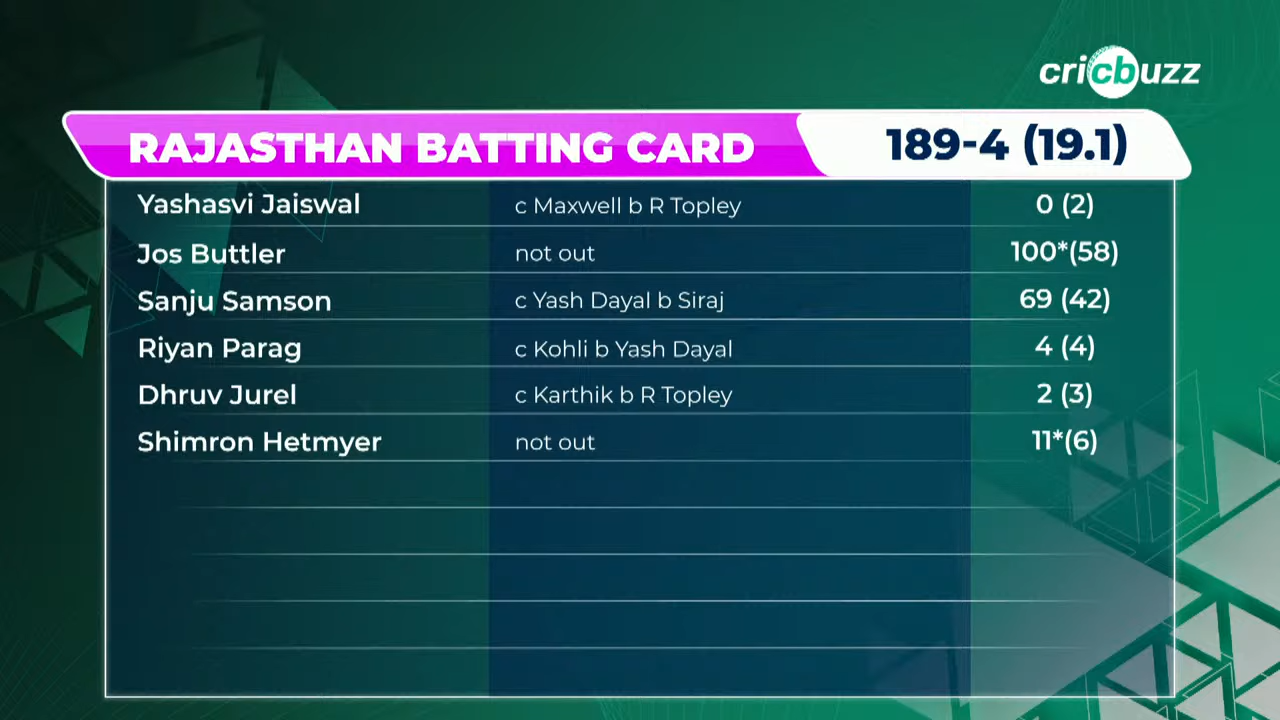 cricbuzz
RAJASTHAN BATTING CARD 189-4 (19.1)
Yashasvi Jaiswal c Maxwell b R Topley 0 (2)
Jos Buttler not out 100*(58)
Sanju Samson c Yash Dayal b Siraj 69 (42)
Riyan Parag c Kohli b Yash Dayal 4 (4)
Dhruv Jurel c Karthik b R Topley 2 (3)
Shimron Hetmyer not out 11*(6)